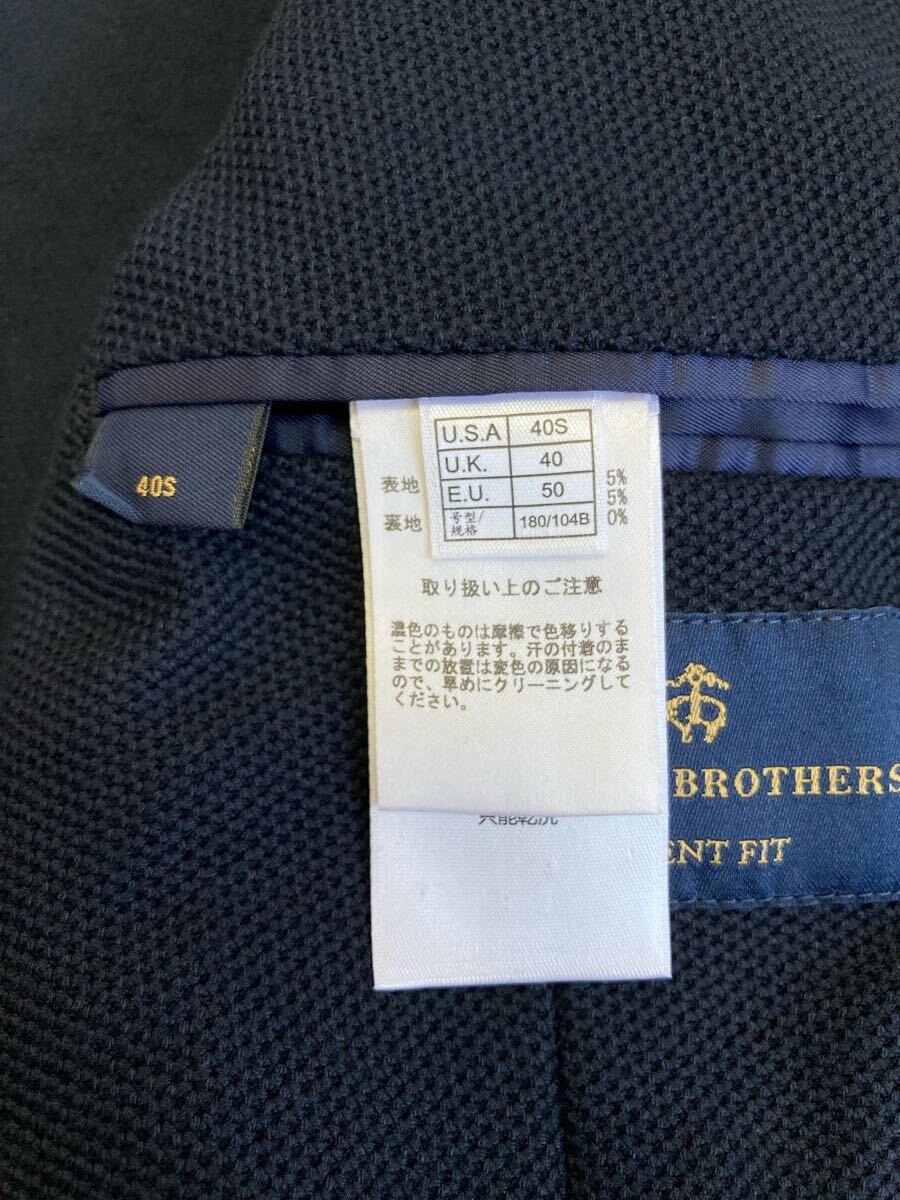 40S
U.S.A 40S
U.K. 40
E.U. 50
号型/規格 180/104B
表地 5%
5%
裏地 0%
取り扱い上のご注意
濃色のものは摩擦で色移りする
ことがあります。汗の付着のま
までの放置は変色の原因になる
ので、早めにクリーニングして
ください。
BROTHERS
ENT FIT